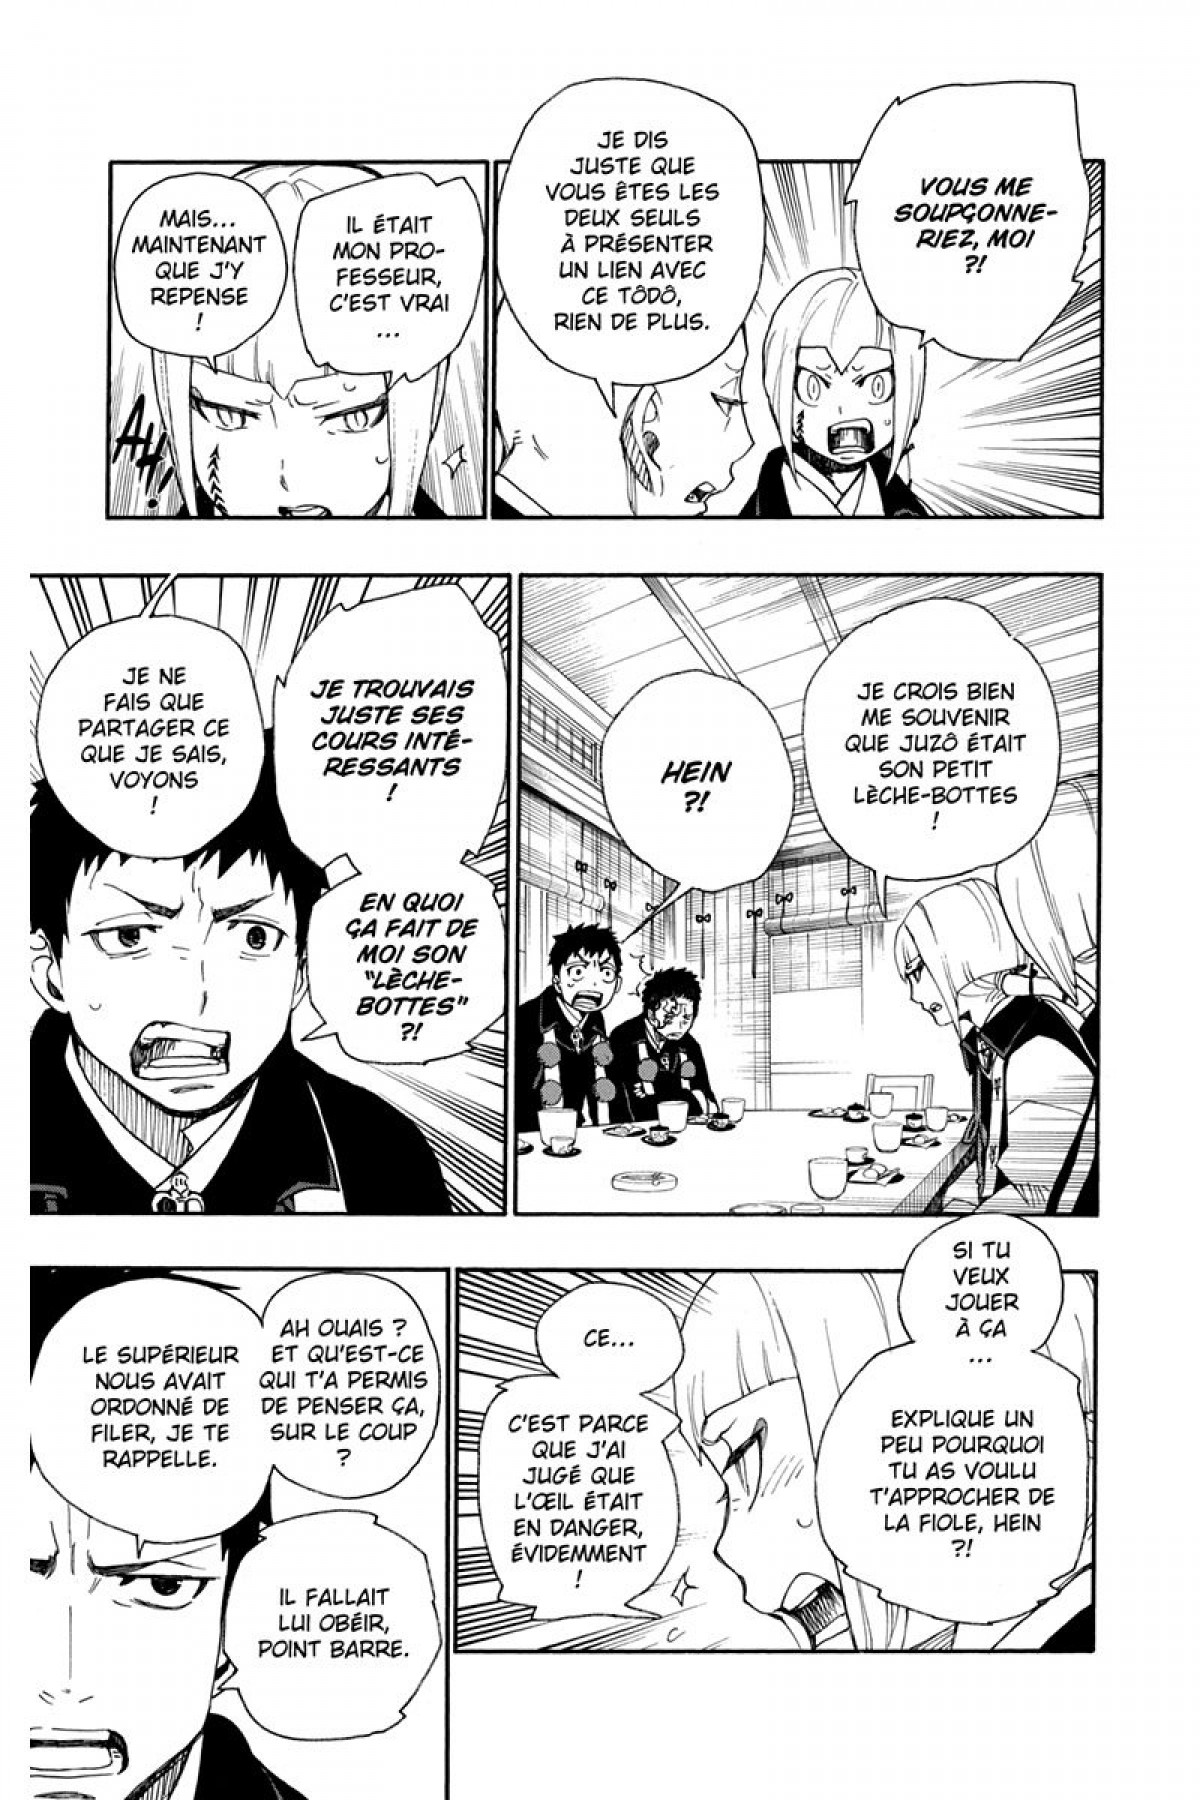 VOUS ME
SOUPÇONNE-
RIEZ, MOI
?!
JE DIS
JUSTE QUE
VOUS ÊTES LES
DEUX SEULS
À PRÉSENTER
UN LIEN AVEC
CE TÔDÔ,
RIEN DE PLUS.
IL ÉTAIT
MON PRO-
FESSEUR,
C'EST VRAI
...
MAIS...
MAINTENANT
QUE J'Y
REPENSE
!
AH!
JE CROIS BIEN
ME SOUVENIR
QUE JUZÔ ÉTAIT
SON PETIT
LÈCHE-BOTTES
!
HEIN
?!
JE TROUVAIS
JUSTE SES
COURS INTÉ-
RESSANTS
!
EN QUOI
ÇA FAIT DE
MOI SON
"LÈCHE-
BOTTES"
?!
JE NE
FAIS QUE
PARTAGER CE
QUE JE SAIS,
VOYONS
!
SI TU
VEUX
JOUER
À ÇA
...
EXPLIQUE UN
PEU POURQUOI
TU AS VOULU
T'APPROCHER DE
LA FIOLE, HEIN
?!
CE...
C'EST PARCE
QUE J'AI
JUGÉ QUE
L'ŒIL ÉTAIT
EN DANGER,
ÉVIDEMMENT
!
AH OUAIS ?
ET QU'EST-CE
QUI T'A PERMIS
DE PENSER ÇA,
SUR LE COUP
?
LE SUPÉRIEUR
NOUS AVAIT
ORDONNÉ DE
FILER, JE TE
RAPPELLE.
IL FALLAIT
LUI OBÉIR,
POINT BARRE.